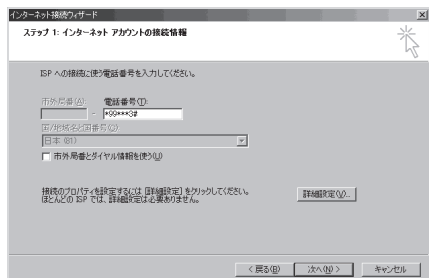 インターネット接続ウィザード
ステップ 1: インターネット アカウントの接続情報
ISP への接続に使う電話番号を入力してください。
市外局番(A): 電話番号(T):
- *99***3#
国/地域名と国番号(C):
日本 (81)
市外局番とダイヤル情報を使う(U)
接続のプロパティを設定するには [詳細設定] をクリックしてください。
ほとんどの ISP では、詳細設定は必要ありません。
詳細設定(V)...
< 戻る(B) 次へ(N) > キャンセル